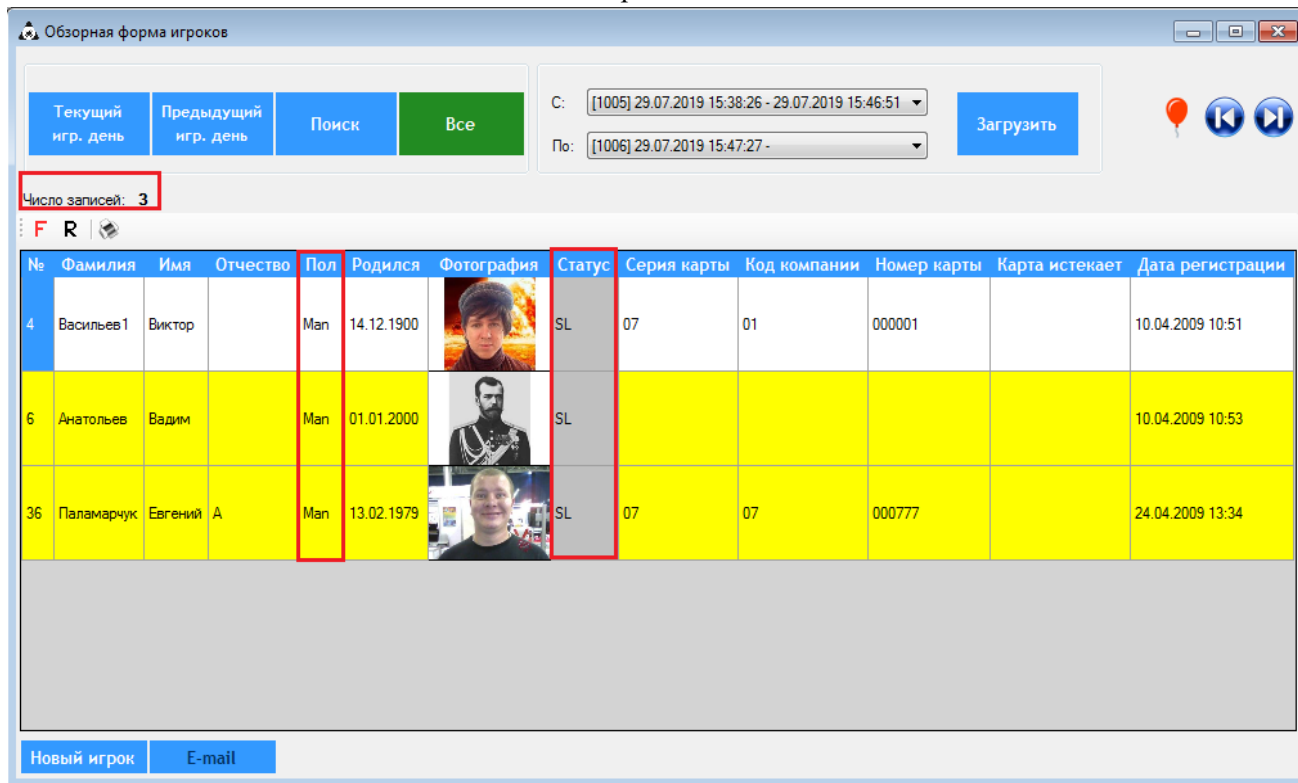 Обзорная форма игроков
Текущий игр. день
Предыдущий игр. день
Поиск
Все
С: [1005] 29.07.2019 15:38:26 - 29.07.2019 15:46:51
По: [1006] 29.07.2019 15:47:27 -
Загрузить
Число записей: 3
F R
№ Фамилия Имя Отчество Пол Родился Фотография Статус Серия карты Код компании Номер карты Карта истекает Дата регистрации
4 Васильев1 Виктор Man 14.12.1900 SL 07 01 000001 10.04.2009 10:51
6 Анатольев Вадим Man 01.01.2000 SL 10.04.2009 10:53
36 Паламарчук Евгений А Man 13.02.1979 SL 07 07 000777 24.04.2009 13:34
Новый игрок E-mail